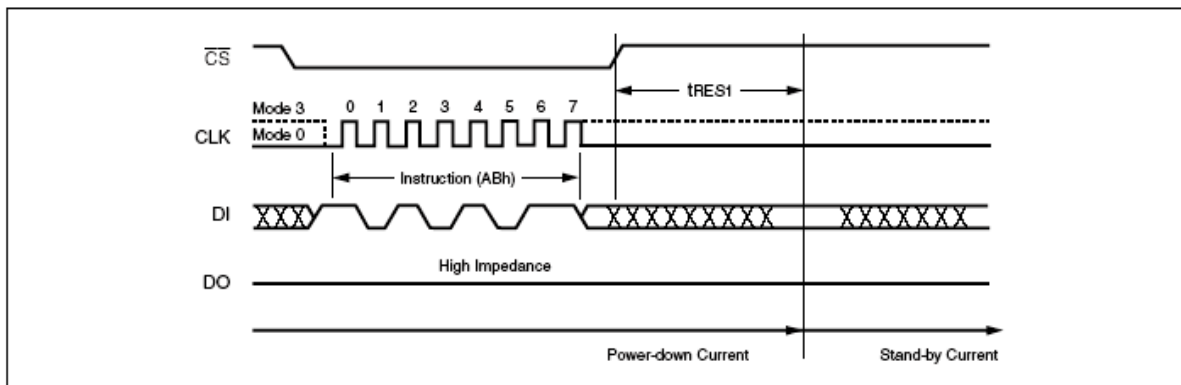 CS
tRES1
Mode 3 0 1 2 3 4 5 6 7
CLK Mode 0
Instruction (ABh)
DI
High Impedance
DO
Power-down Current Stand-by Current